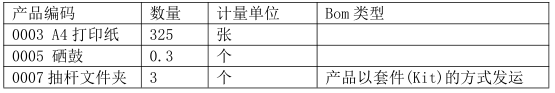 产品编码 数量 计量单位 Bom 类型
0003 A4 打印纸 325 张
0005 硒鼓 0.3 个
0007 抽杆文件夹 3 个 产品以套件(Kit)的方式发运